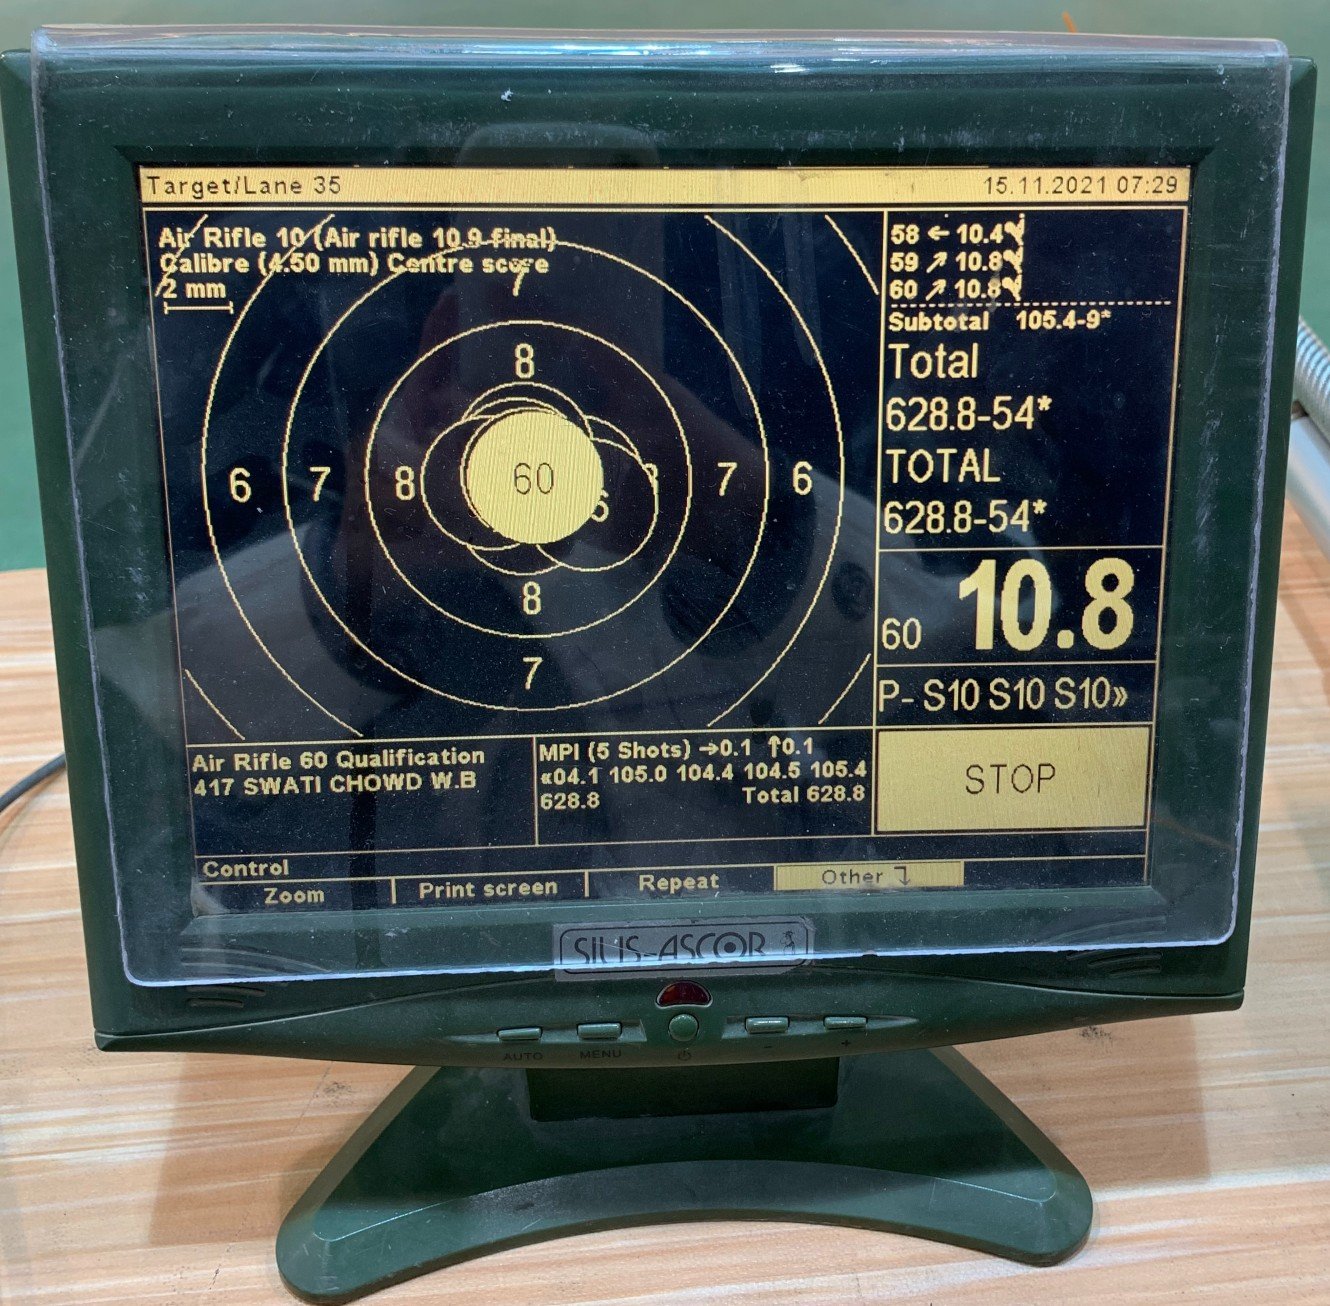 Target/Lane 35
15.11.2021 07:29
Air Rifle 10 (Air rifle 10.9 final)
Calibre (4.50 mm) Centre score
2 mm
7
8
6 7 8 60 7 6
8
7
58 ← 10.4*
59 ↗ 10.8*
60 ↗ 10.8*
Subtotal 105.4-9*
Total
628.8-54*
TOTAL
628.8-54*
60 10.8
P- S10 S10 S10»
STOP
Air Rifle 60 Qualification
417 SWATI CHOWD W.B
MPI (5 Shots) →0.1 ↑0.1
«04.1 105.0 104.4 104.5 105.4
628.8 Total 628.8
Control
Zoom Print screen Repeat Other
SILIS-ASCOR
AUTO MENU - +